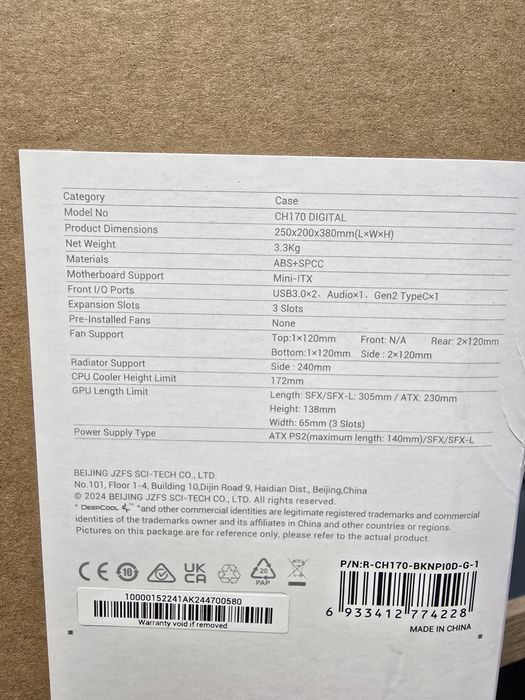 Category Case
Model No CH170 DIGITAL
Product Dimensions 250x200x380mm(L×W×H)
Net Weight 3.3Kg
Materials ABS+SPCC
Motherboard Support Mini-ITX
Front I/O Ports USB3.0×2、Audio×1、Gen2 TypeC×1
Expansion Slots 3 Slots
Pre-Installed Fans None
Fan Support Top:1×120mm Front: N/A Rear: 2×120mm
Bottom:1×120mm Side : 2×120mm
Radiator Support Side : 240mm
CPU Cooler Height Limit 172mm
GPU Length Limit Length: SFX/SFX-L: 305mm / ATX: 230mm
Height: 138mm
Width: 65mm (3 Slots)
Power Supply Type ATX PS2(maximum length: 140mm)/SFX/SFX-L
BEIJING JZFS SCI-TECH CO., LTD.
No.101, Floor 1-4, Building 10,Dijin Road 9, Haidian Dist., Beijing,China
© 2024 BEIJING JZFS SCI-TECH CO., LTD. All rights reserved.
" DEEPCOOL ™ "and other commercial identities are legitimate registered trademarks and commercial
identities of the trademarks owner and its affiliates in China and other countries or regions.
Pictures on this package are for reference only, please refer to the actual product.
CE 10 UK CA 20 PAP
P/N:R-CH170-BKNPI0D-G-1
10000152241AK244700580
Warranty void if removed
6 933412 774228
MADE IN CHINA